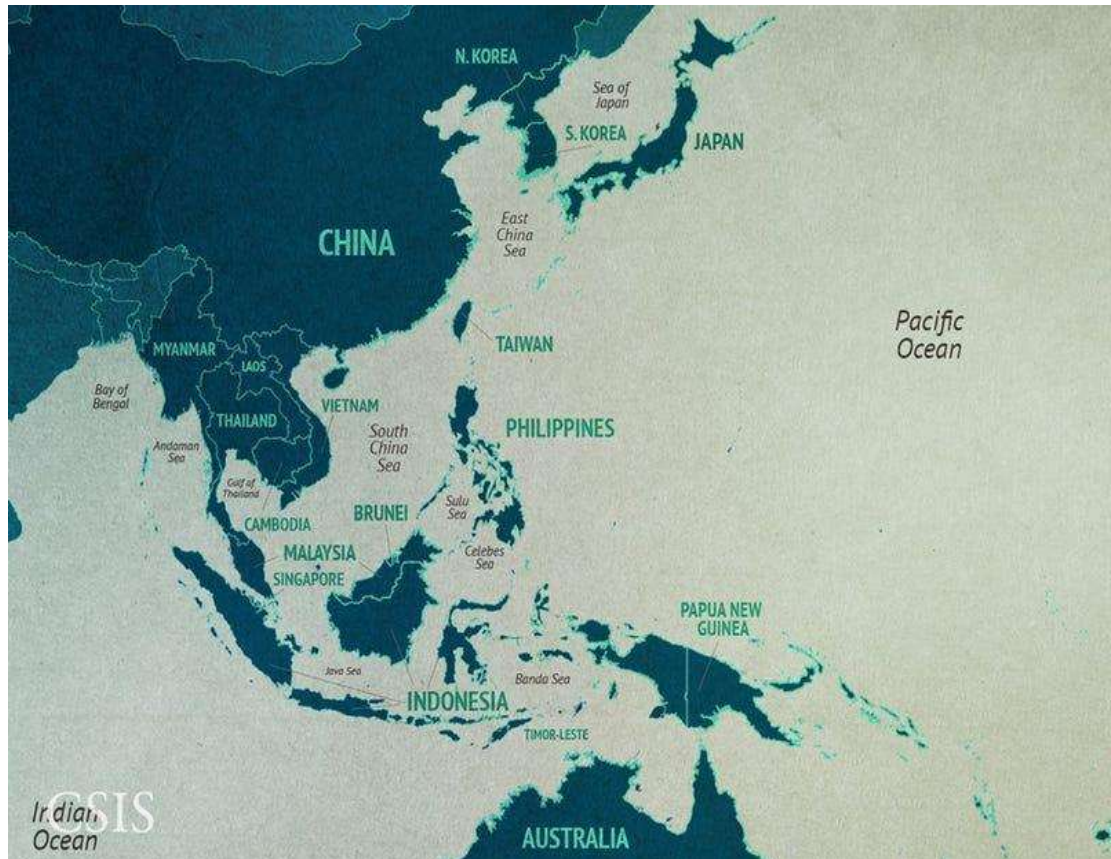 N. KOREA
Sea of
Japan
S. KOREA
JAPAN
East
China
Sea
CHINA
Pacific
Ocean
TAIWAN
MYANMAR
LAOS
Bay of
Bengal
VIETNAM
THAILAND
PHILIPPINES
South
China
Sea
Andaman
Sea
Gulf of
Thailand
Sulu
Sea
BRUNEI
CAMBODIA
MALAYSIA
Celebes
Sea
SINGAPORE
PAPUA NEW
GUINEA
Java Sea
Banda Sea
INDONESIA
TIMOR-LESTE
Indian
Ocean
CSIS
AUSTRALIA